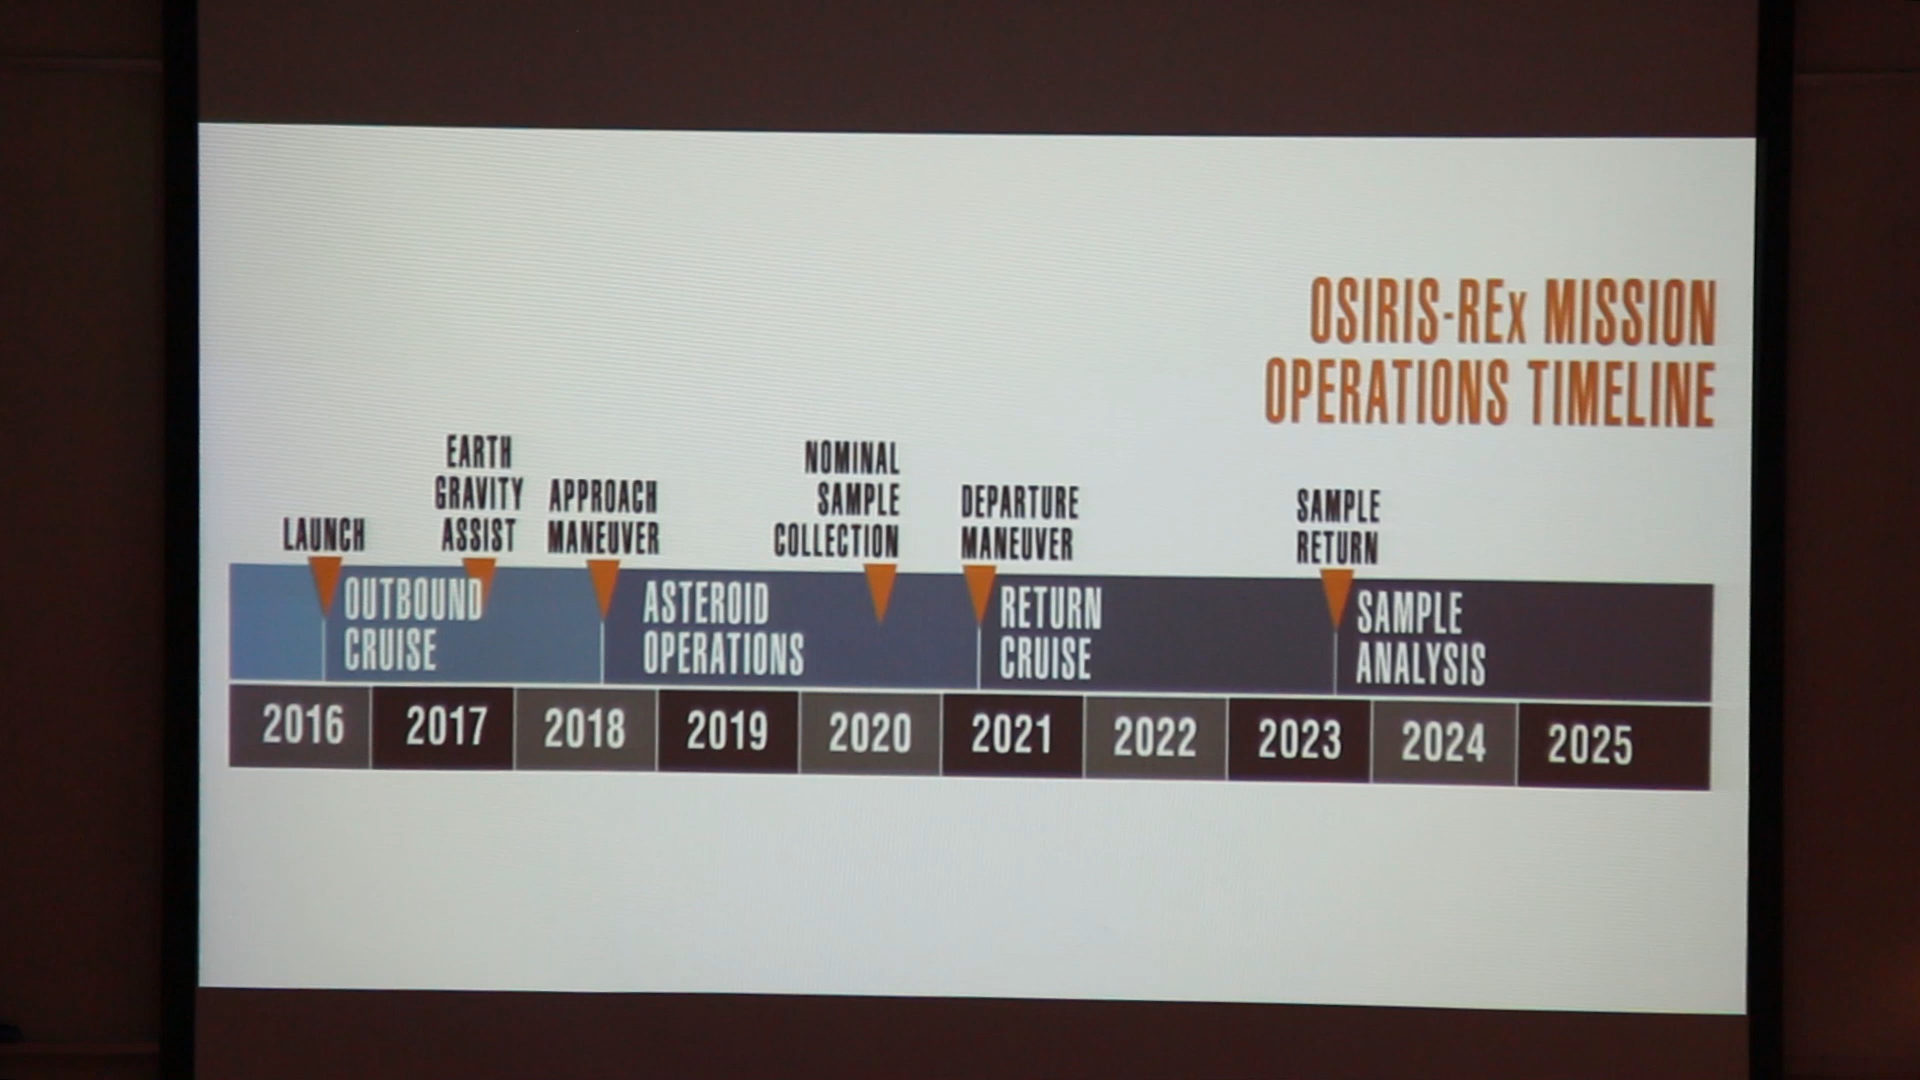 OSIRIS-REx MISSION
OPERATIONS TIMELINE
LAUNCH
EARTH
GRAVITY
ASSIST
APPROACH
MANEUVER
NOMINAL
SAMPLE
COLLECTION
DEPARTURE
MANEUVER
SAMPLE
RETURN
OUTBOUND
CRUISE
ASTEROID
OPERATIONS
RETURN
CRUISE
SAMPLE
ANALYSIS
2016 2017 2018 2019 2020 2021 2022 2023 2024 2025